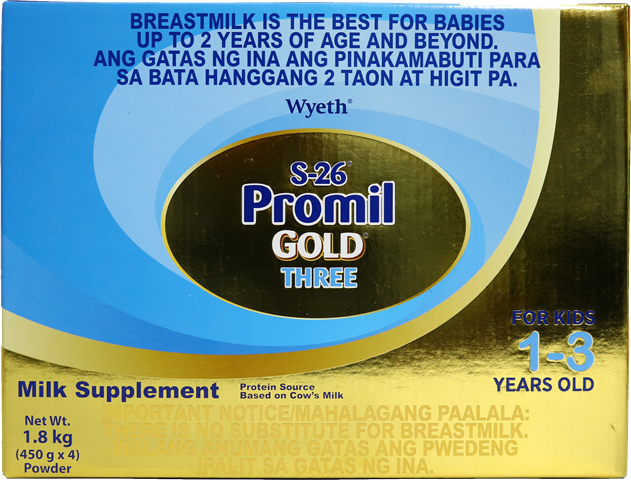 BREASTMILK IS THE BEST FOR BABIES
UP TO 2 YEARS OF AGE AND BEYOND.
ANG GATAS NG INA ANG PINAKAMABUTI PARA
SA BATA HANGGANG 2 TAON AT HIGIT PA.
Wyeth®
S-26®
Promil
GOLD®
THREE
FOR KIDS
1-3
YEARS OLD
Milk Supplement
Protein Source
Based on Cow's Milk
Net Wt.
1.8 kg
(450 g x 4)
Powder
IMPORTANT NOTICE/MAHALAGANG PAALALA:
THERE IS NO SUBSTITUTE FOR BREASTMILK.
WALANG ANUMANG GATAS ANG PWEDENG
IPALIT SA GATAS NG INA.